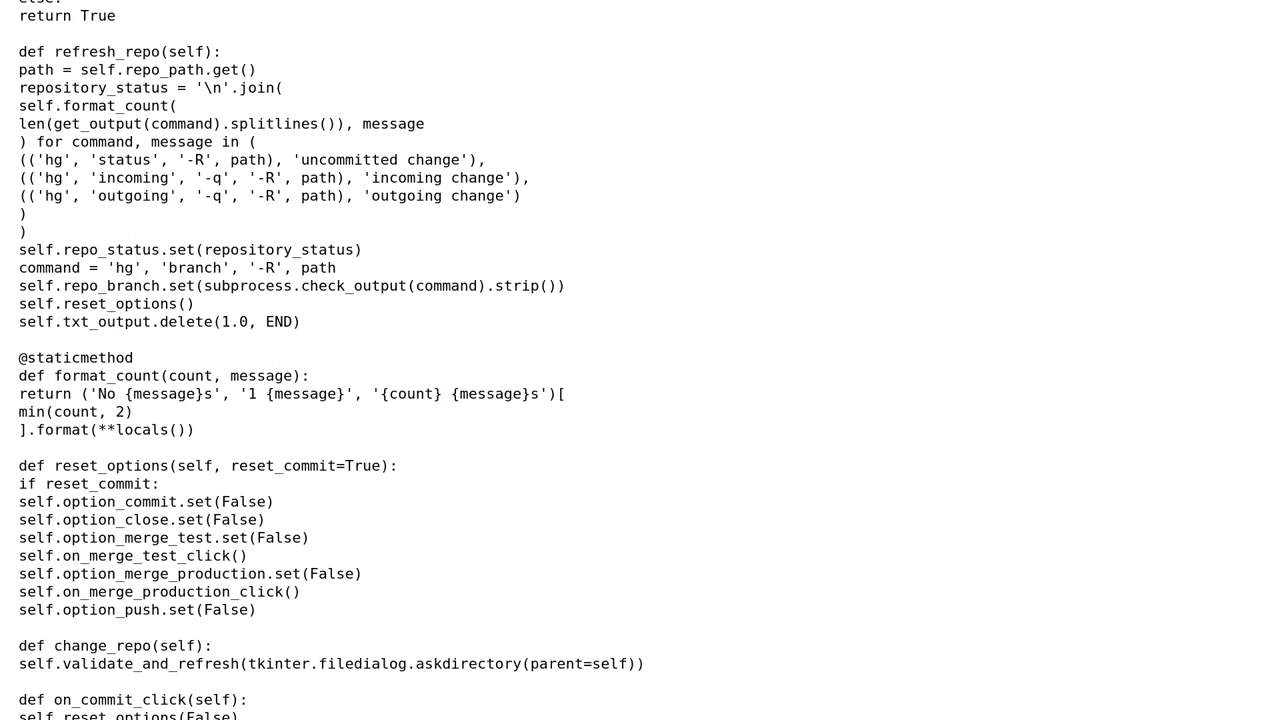 else:
return True

def refresh_repo(self):
path = self.repo_path.get()
repository_status = '\n'.join(
self.format_count(
len(get_output(command).splitlines()), message
) for command, message in (
(('hg', 'status', '-R', path), 'uncommitted change'),
(('hg', 'incoming', '-q', '-R', path), 'incoming change'),
(('hg', 'outgoing', '-q', '-R', path), 'outgoing change')
)
)
self.repo_status.set(repository_status)
command = 'hg', 'branch', '-R', path
self.repo_branch.set(subprocess.check_output(command).strip())
self.reset_options()
self.txt_output.delete(1.0, END)

@staticmethod
def format_count(count, message):
return ('No {message}s', '1 {message}', '{count} {message}s')[
min(count, 2)
].format(**locals())

def reset_options(self, reset_commit=True):
if reset_commit:
self.option_commit.set(False)
self.option_close.set(False)
self.option_merge_test.set(False)
self.on_merge_test_click()
self.option_merge_production.set(False)
self.on_merge_production_click()
self.option_push.set(False)

def change_repo(self):
self.validate_and_refresh(tkinter.filedialog.askdirectory(parent=self))

def on_commit_click(self):
self.reset_options(False)